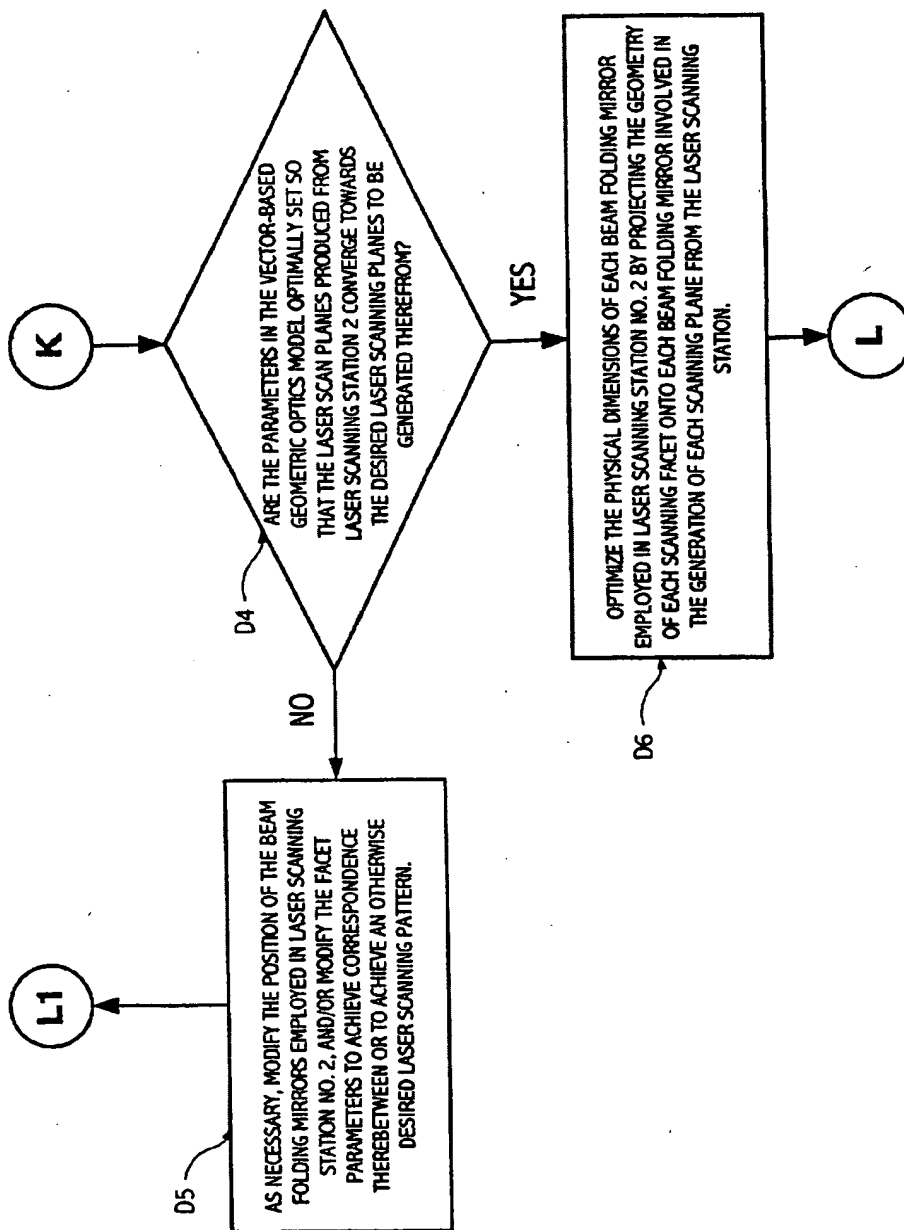 K
D4
ARE THE PARAMETERS IN THE VECTOR-BASED
GEOMETRIC OPTICS MODEL OPTIMALLY SET SO
THAT THE LASER SCAN PLANES PRODUCED FROM
LASER SCANNING STATION 2 CONVERGE TOWARDS
THE DESIRED LASER SCANNING PLANES TO BE
GENERATED THEREFROM?
NO
YES
L1
D5
AS NECESSARY, MODIFY THE POSITION OF THE BEAM
FOLDING MIRRORS EMPLOYED IN LASER SCANNING
STATION NO. 2, AND/OR MODIFY THE FACET
PARAMETERS TO ACHIEVE CORRESPONDENCE
THEREBETWEEN OR TO ACHIEVE AN OTHERWISE
DESIRED LASER SCANNING PATTERN.
D6
OPTIMIZE THE PHYSICAL DIMENSIONS OF EACH BEAM FOLDING MIRROR
EMPLOYED IN LASER SCANNING STATION NO. 2 BY PROJECTING THE GEOMETRY
OF EACH SCANNING FACET ONTO EACH BEAM FOLDING MIRROR INVOLVED IN
THE GENERATION OF EACH SCANNING PLANE FROM THE LASER SCANNING
STATION.
L